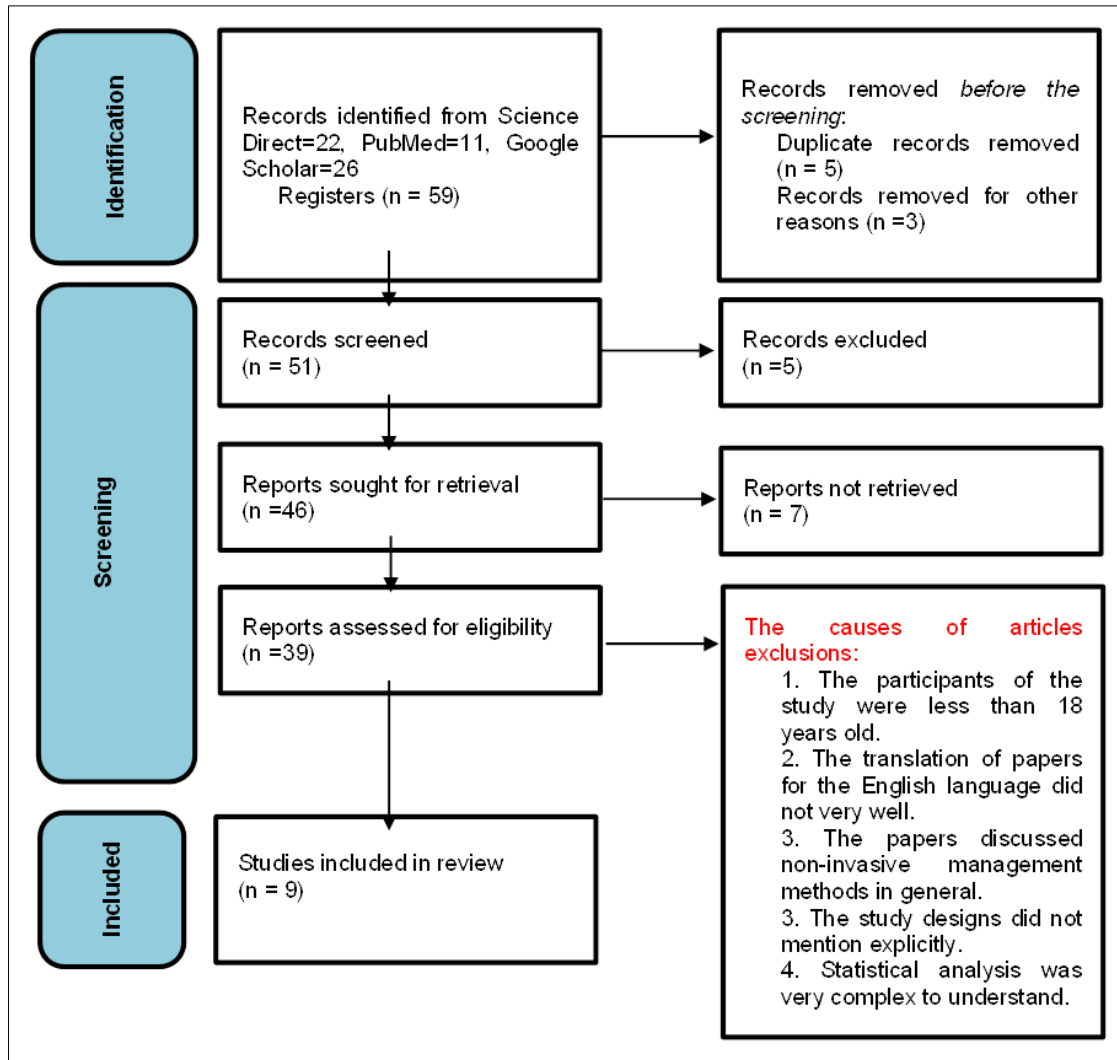 Identification
Records identified from Science
Direct=22, PubMed=11, Google
Scholar=26
Registers (n = 59)
Records removed before the
screening:
Duplicate records removed
(n = 5)
Records removed for other
reasons (n =3)
Screening
Records screened
(n = 51)
Records excluded
(n =5)
Reports sought for retrieval
(n =46)
Reports not retrieved
(n = 7)
Reports assessed for eligibility
(n =39)
The causes of articles
exclusions:
1. The participants of the
study were less than 18
years old.
2. The translation of papers
for the English language did
not very well.
3. The papers discussed
non-invasive management
methods in general.
3. The study designs did not
mention explicitly.
4. Statistical analysis was
very complex to understand.
Included
Studies included in review
(n = 9)